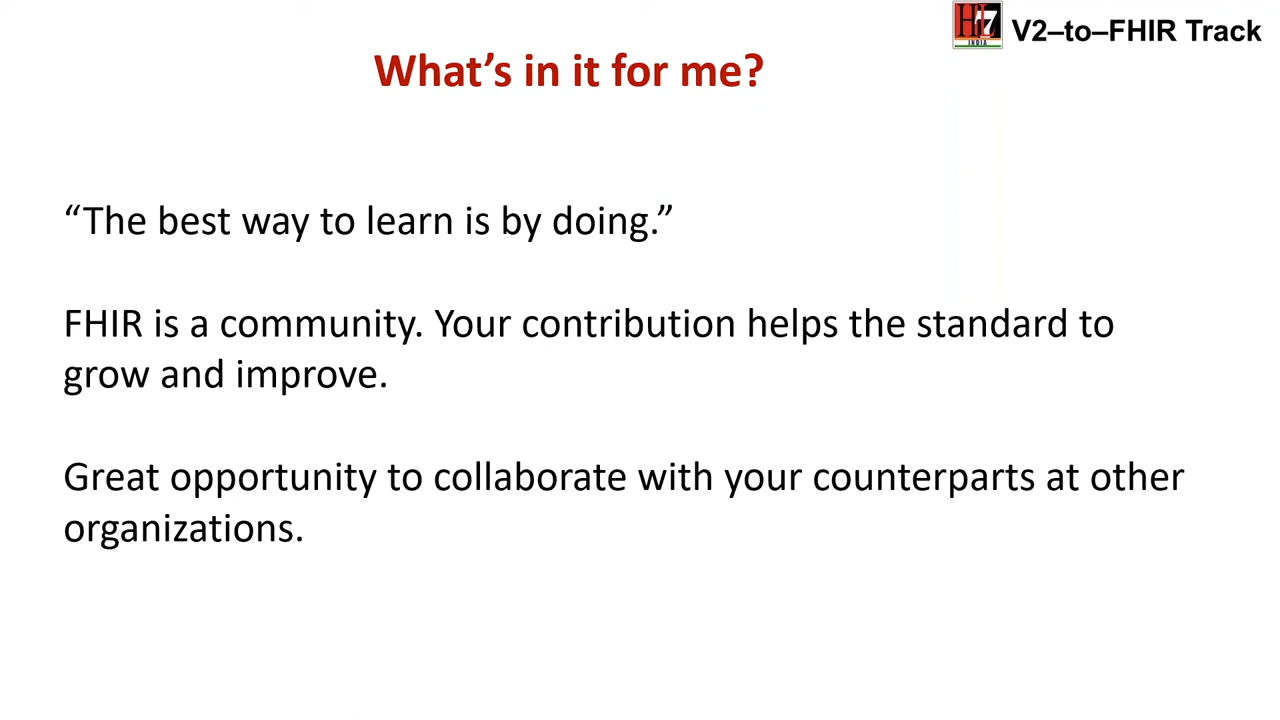 HL7
INDIA
V2–to–FHIR Track
What’s in it for me?
“The best way to learn is by doing.”
FHIR is a community. Your contribution helps the standard to
grow and improve.
Great opportunity to collaborate with your counterparts at other
organizations.